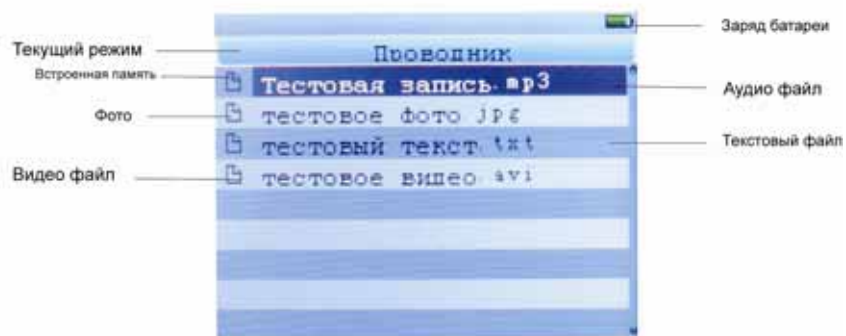 Заряд батареи
Текущий режим
Проводник
Встроенная память
Тестовая запись.mp3
Аудио файл
Фото
тестовое фото.jpg
тестовый текст.txt
Текстовый файл
Видео файл
тестовое видео.avi